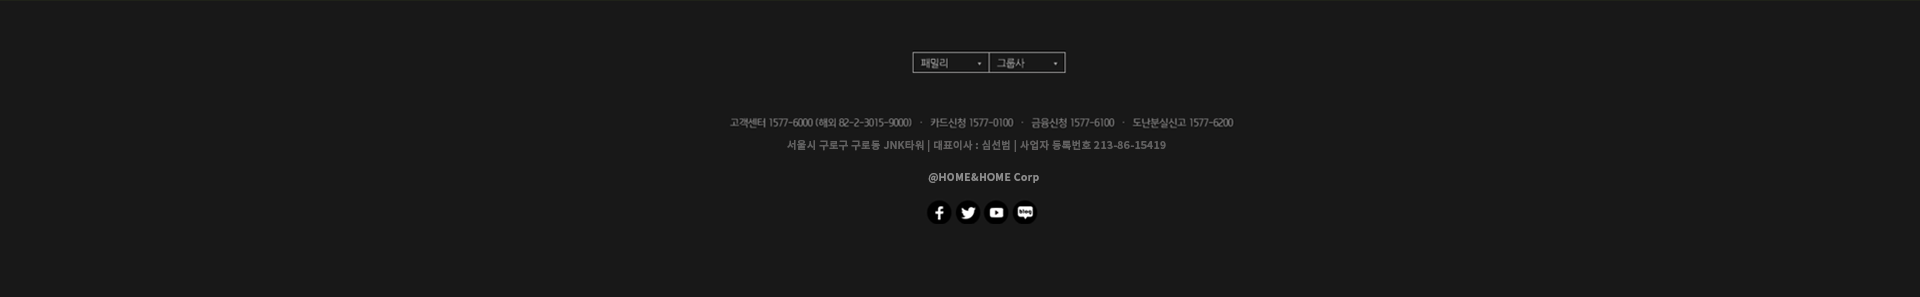 패밀리 그룹사
고객센터 1577-6000 (해외 82-2-3015-9000) · 카드신청 1577-0100 · 금융신청 1577-6100 · 도난분실신고 1577-6200
서울시 구로구 구로동 JNK타워 | 대표이사 : 심선범 | 사업자 등록번호 213-86-15419
@HOME&HOME Corp
blog